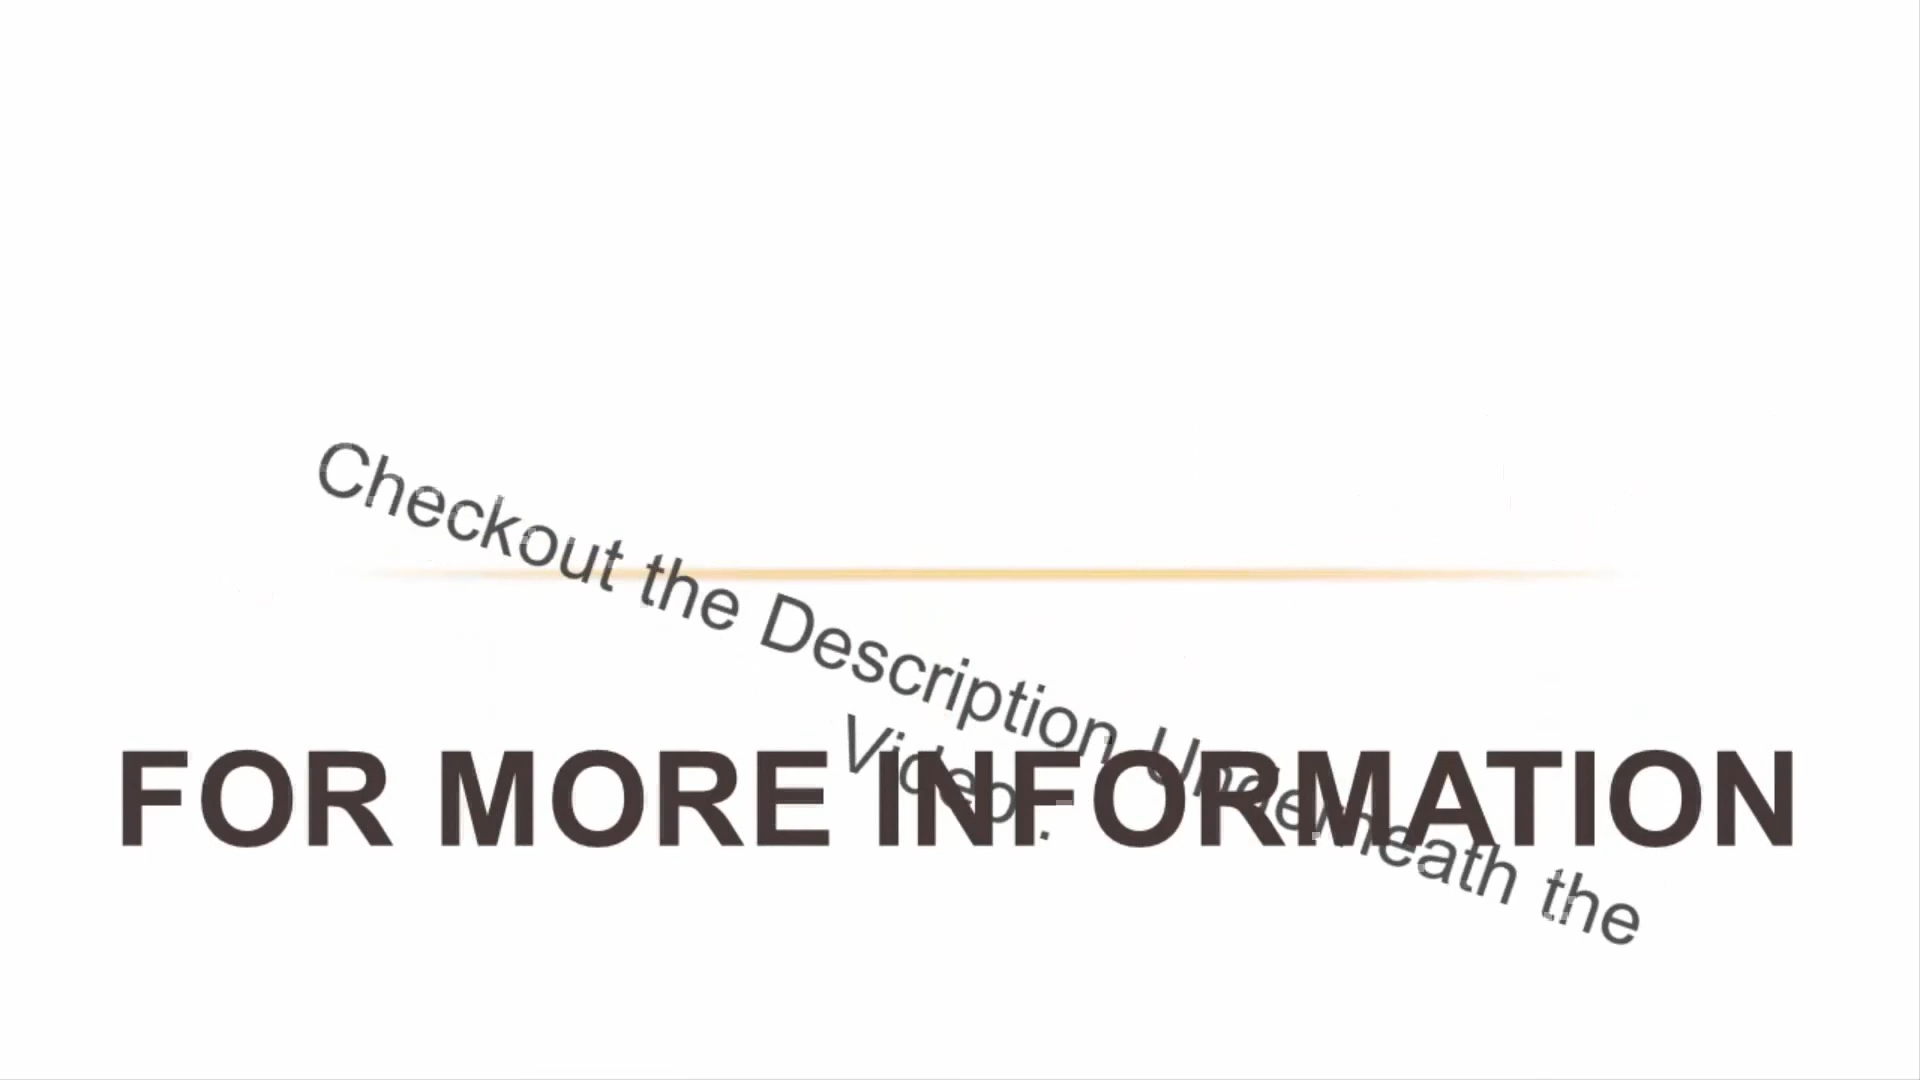 Checkout the Description Underneath the
Video .
FOR MORE INFORMATION